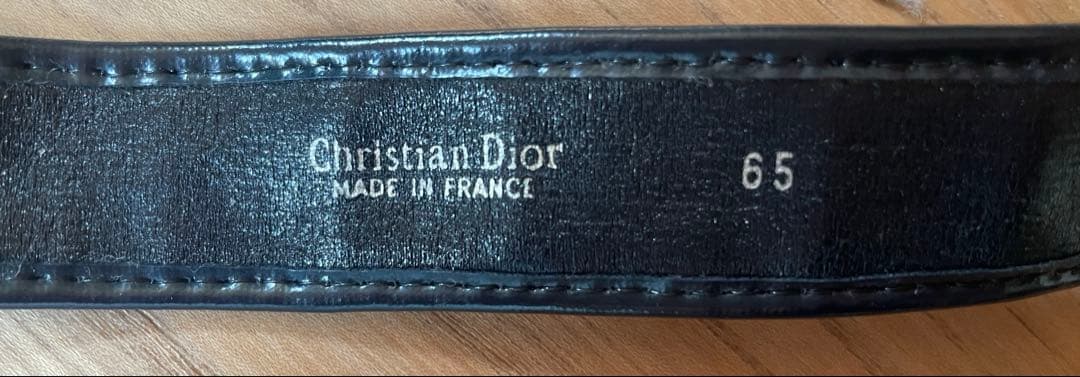 Christian Dior
MADE IN FRANCE
65